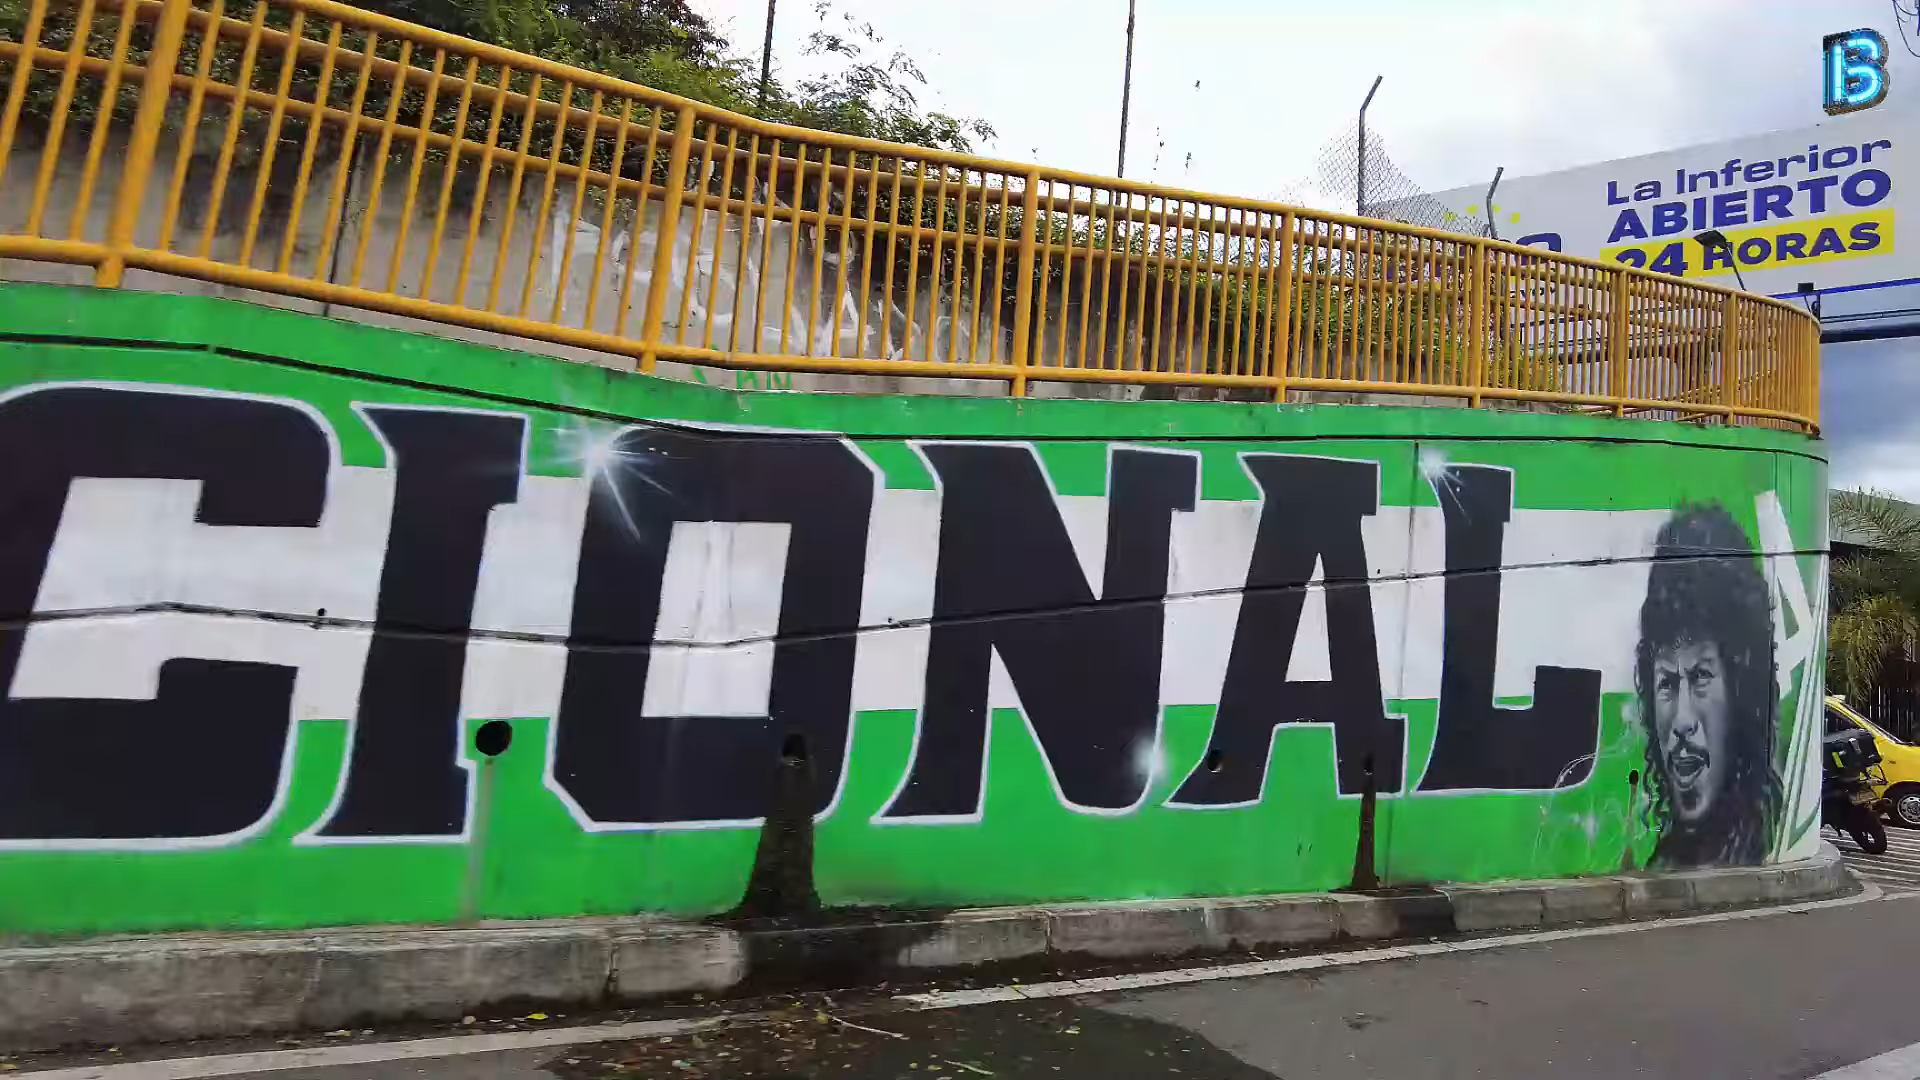 B
La Inferior
ABIERTO
24 HORAS
CIONAL
A